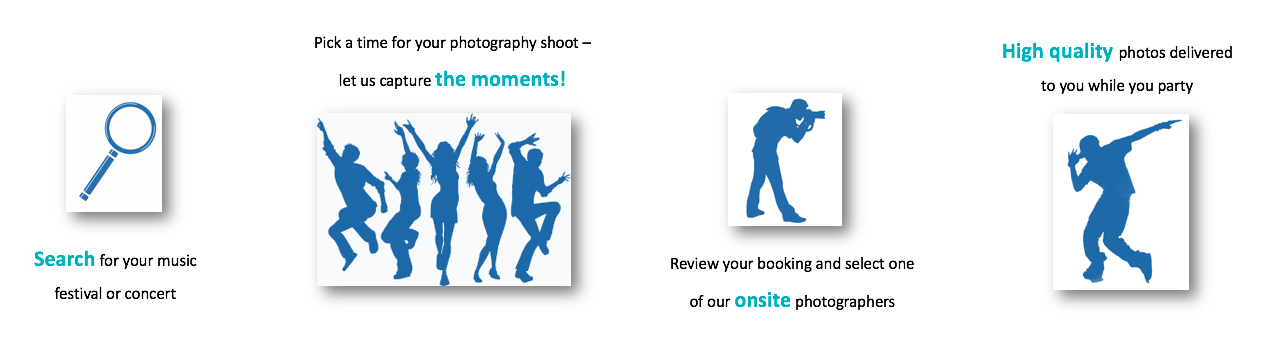 Search for your music
festival or concert
Pick a time for your photography shoot –
let us capture the moments!
Review your booking and select one
of our onsite photographers
High quality photos delivered
to you while you party